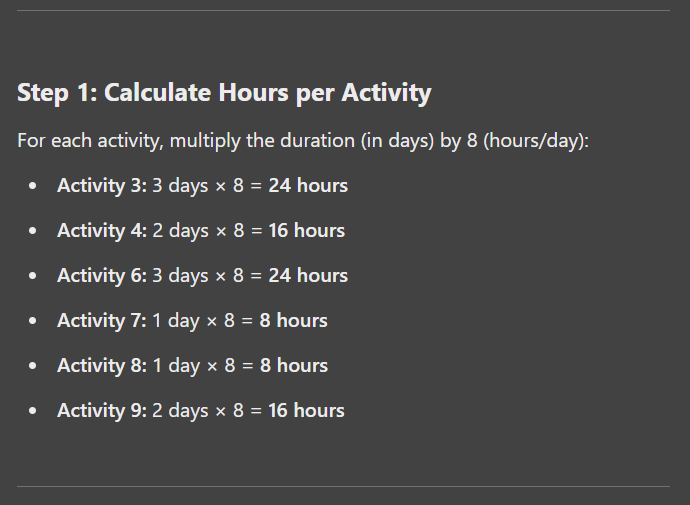 Step 1: Calculate Hours per Activity
For each activity, multiply the duration (in days) by 8 (hours/day):
• Activity 3: 3 days × 8 = 24 hours
• Activity 4: 2 days × 8 = 16 hours
• Activity 6: 3 days × 8 = 24 hours
• Activity 7: 1 day × 8 = 8 hours
• Activity 8: 1 day × 8 = 8 hours
• Activity 9: 2 days × 8 = 16 hours